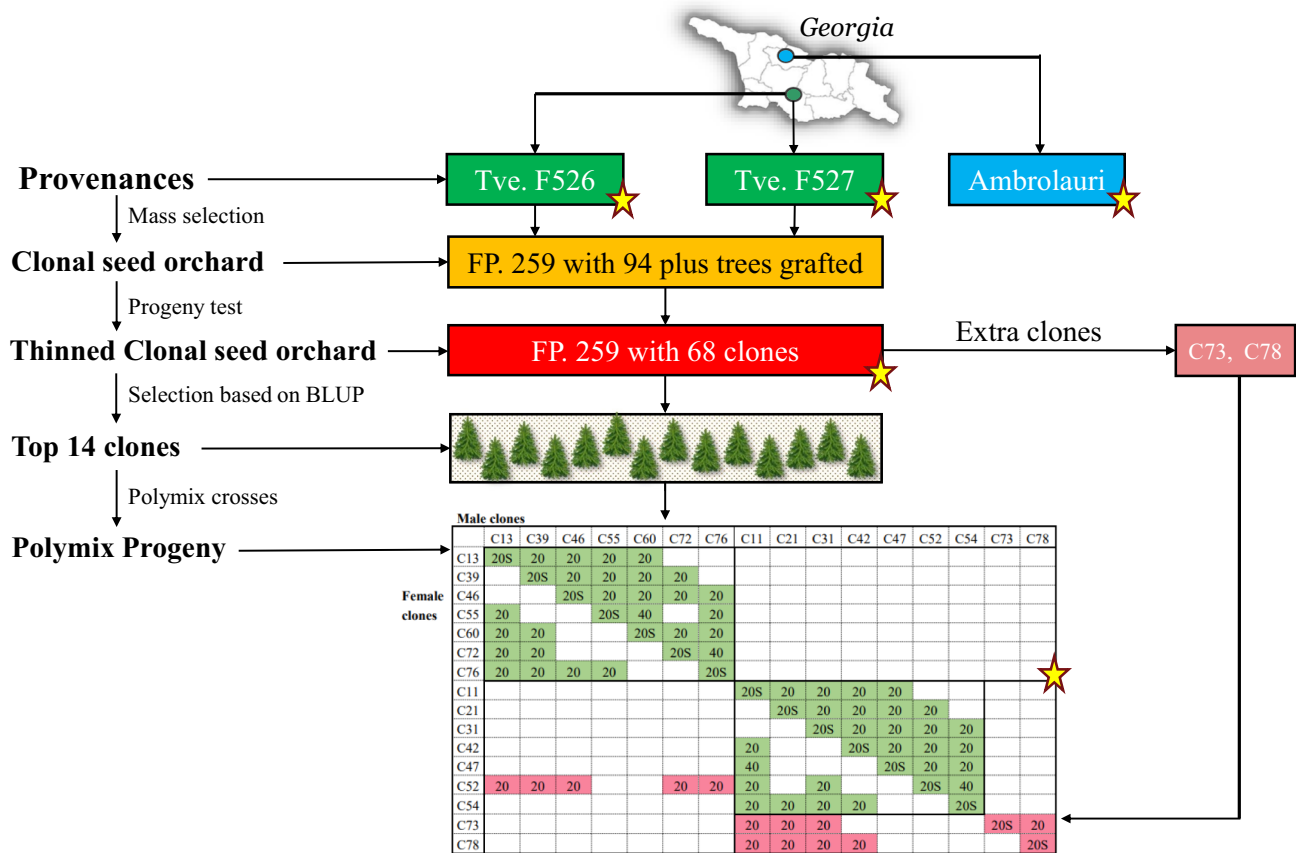 Georgia
Provenances
Tve. F526
Tve. F527
Ambrolauri
Mass selection
Clonal seed orchard
FP. 259 with 94 plus trees grafted
Progeny test
Thinned Clonal seed orchard
FP. 259 with 68 clones
Extra clones
C73, C78
Selection based on BLUP
Top 14 clones
Polymix crosses
Polymix Progeny
Male clones
C13 C39 C46 C55 C60 C72 C76 C11 C21 C31 C42 C47 C52 C54 C73 C78
Female clones
C13 20S 20 20 20 20
C39 20S 20 20 20 20
C46 20S 20 20 20 20
C55 20 20S 40 20
C60 20 20 20S 20 20
C72 20 20 20S 40
C76 20 20 20 20 20S
C11 20S 20 20 20 20
C21 20S 20 20 20 20
C31 20S 20 20 20 20
C42 20 20S 20 20 20
C47 40 20S 20 20
C52 20 20 20 20 20 20 20 20S 40
C54 20 20 20 20 20S
C73 20 20 20 20S 20
C78 20 20 20 20 20S